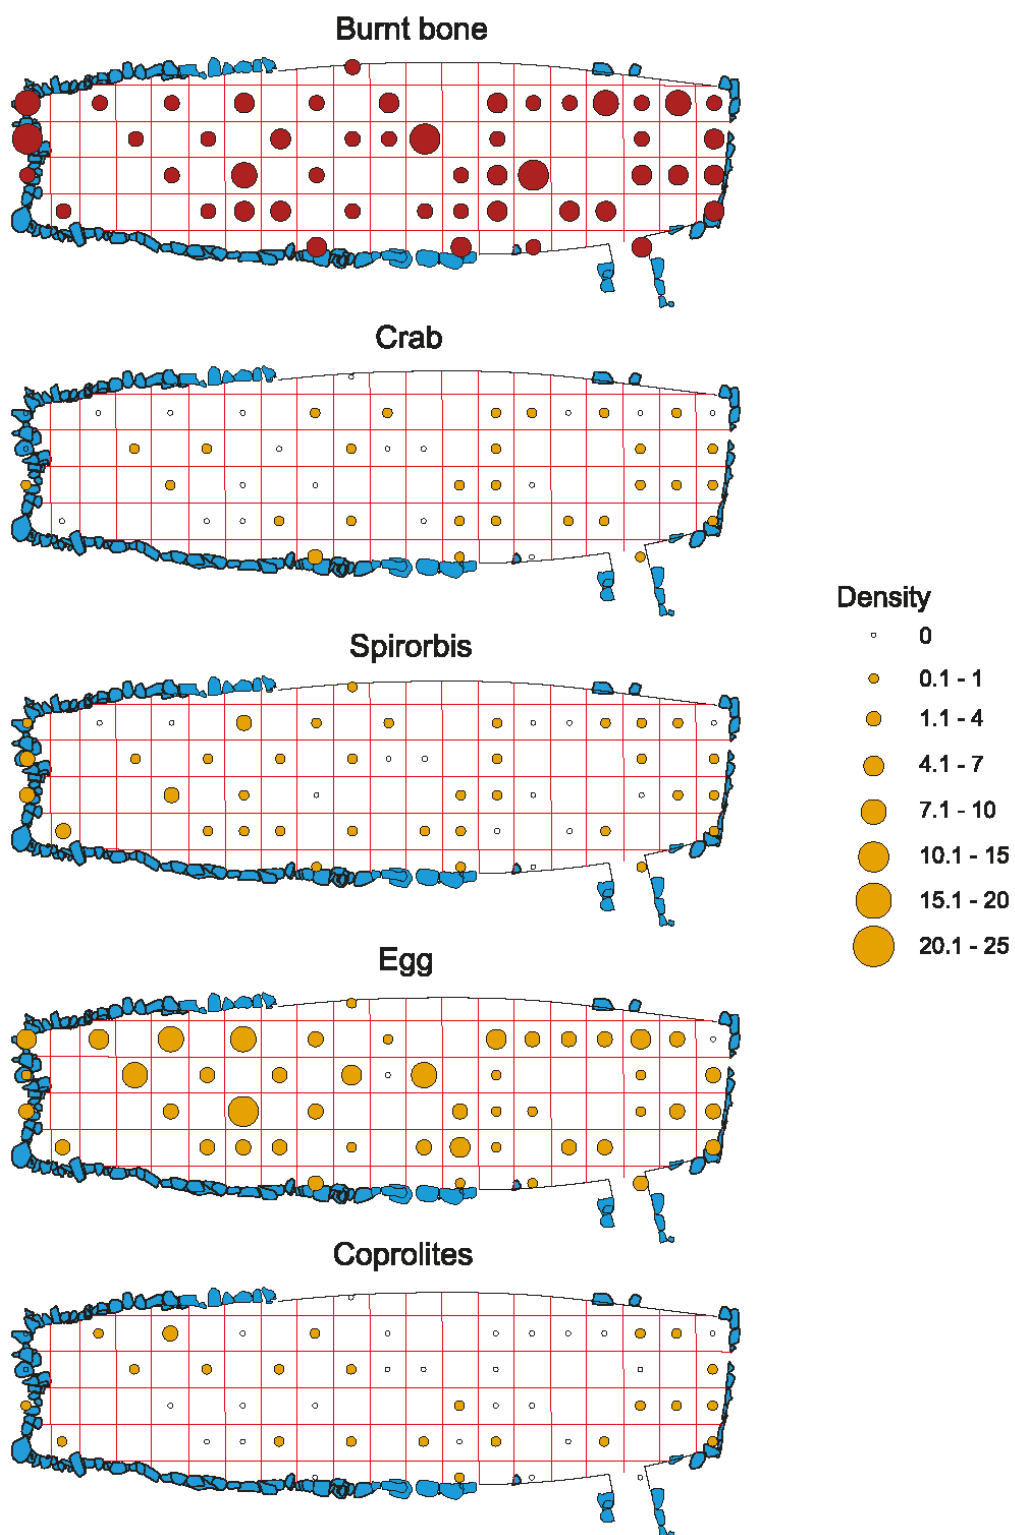 Burnt bone
Crab
Spirorbis
Egg
Coprolites
Density
0
0.1 - 1
1.1 - 4
4.1 - 7
7.1 - 10
10.1 - 15
15.1 - 20
20.1 - 25